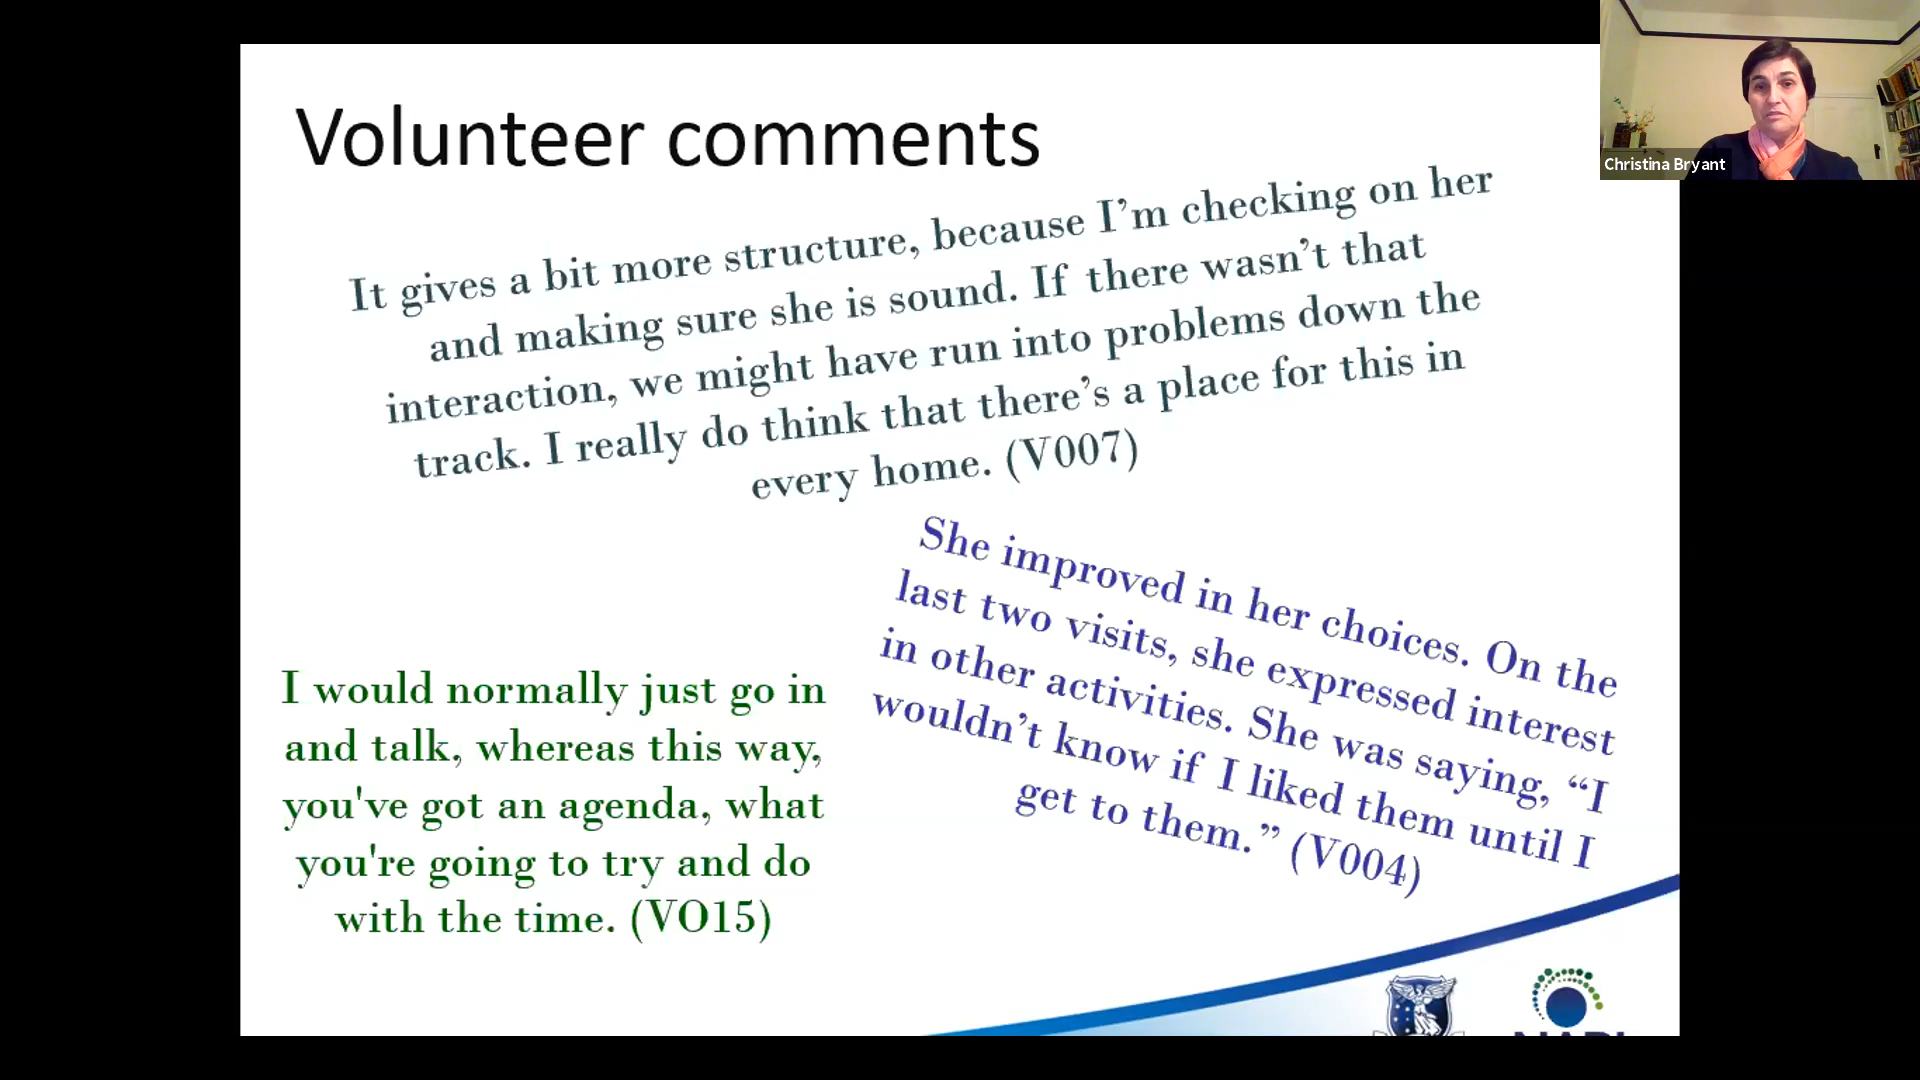 Volunteer comments
Christina Bryant
It gives a bit more structure, because I’m checking on her
and making sure she is sound. If there wasn’t that
interaction, we might have run into problems down the
track. I really do think that there’s a place for this in
every home. (V007)
She improved in her choices. On the
last two visits, she expressed interest
in other activities. She was saying, “I
wouldn’t know if I liked them until I
get to them.” (V004)
I would normally just go in
and talk, whereas this way,
you've got an agenda, what
you're going to try and do
with the time. (VO15)